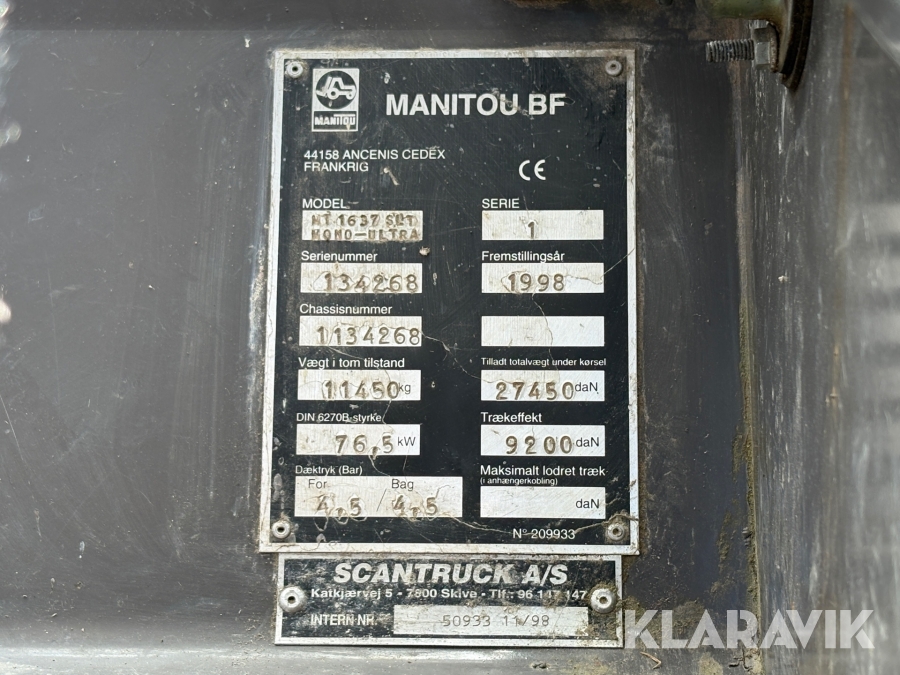 MANITOU
MANITOU BF
44158 ANCENIS CEDEX
FRANKRIG
CE
MODEL
MT 1637 SLT
MONO-ULTRA
SERIE
1
Serienummer
134268
Fremstillingsår
1998
Chassisnummer
1134268
Vægt i tom tilstand
11450 kg
Tilladt totalvægt under kørsel
27450 daN
DIN 6270B-styrke
76,5 kW
Trækeffekt
9200 daN
Dæktryk (Bar)
For / Bag
4,5 4,5
Maksimalt lodret træk
(i anhængerkobling)
daN
N° 209933
SCANTRUCK A/S
Katkjærvej 5 - 7800 Skive - Tlf.: 96 147 147
INTERN NR. 50933 11/98
KLARAVIK